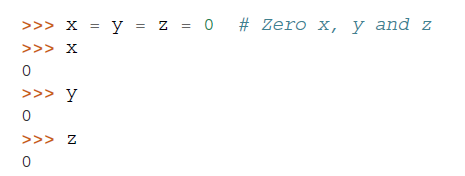 >>> x = y = z = 0  # Zero x, y and z
>>> x
0
>>> y
0
>>> z
0